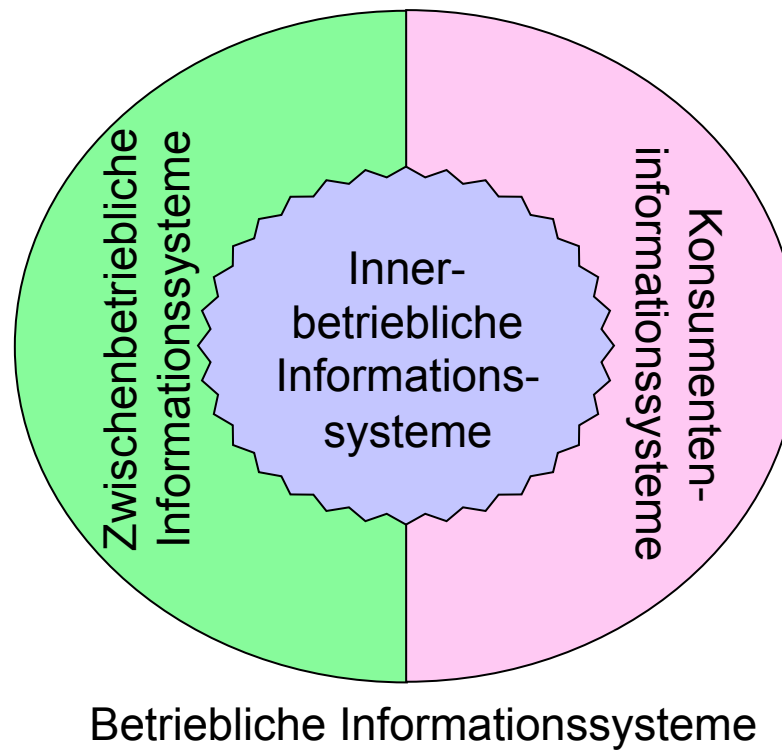 Zwischenbetriebliche
Informationssysteme
Inner-
betriebliche
Informations-
systeme
Konsumenten-
informationssysteme
Betriebliche Informationssysteme